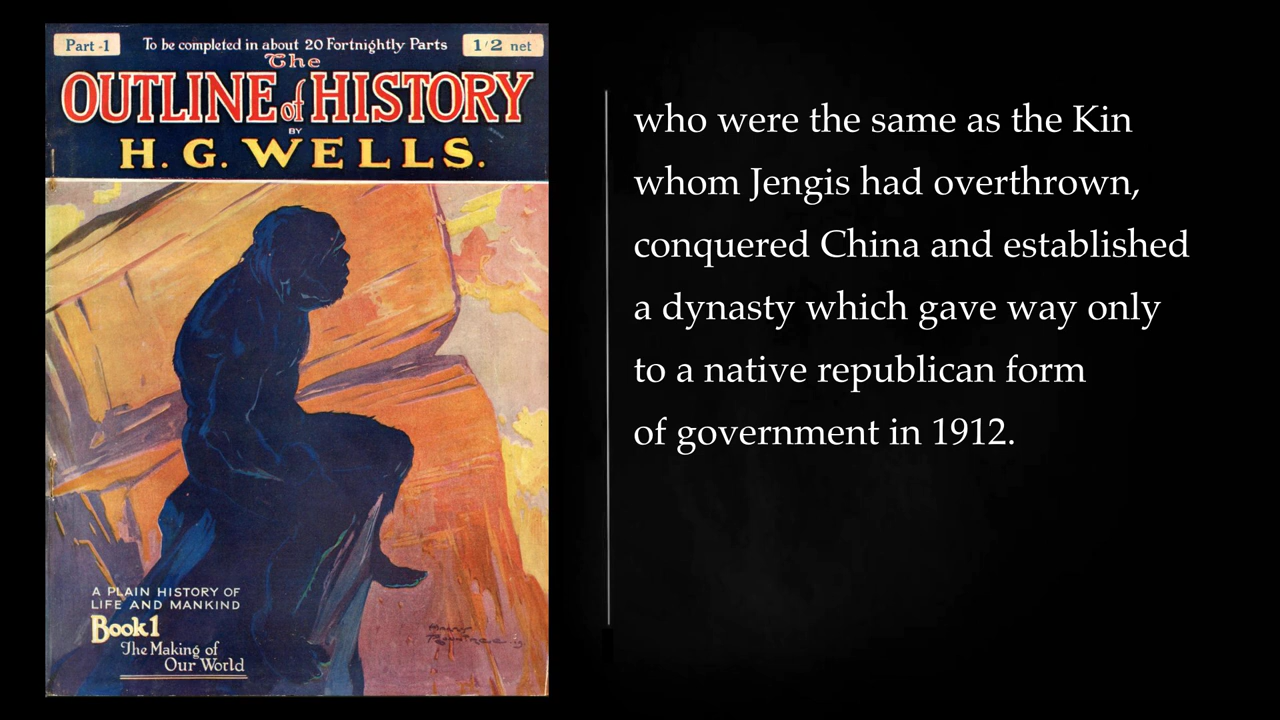 Part -1
To be completed in about 20 Fortnightly Parts
1/2 net
The
OUTLINE of HISTORY
BY
H. G. WELLS.
A PLAIN HISTORY OF
LIFE AND MANKIND
Book 1
The Making of
Our World
who were the same as the Kin
whom Jengis had overthrown,
conquered China and established
a dynasty which gave way only
to a native republican form
of government in 1912.